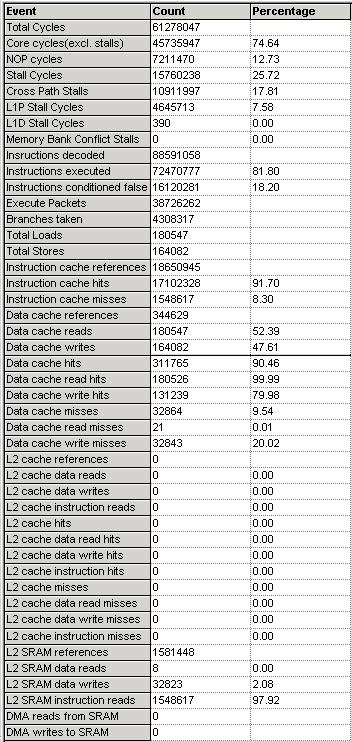 Event Count Percentage
Total Cycles 61278047
Core cycles(excl. stalls) 45735947 74.64
NOP cycles 7211470 12.73
Stall Cycles 15760238 25.72
Cross Path Stalls 10911997 17.81
L1P Stall Cycles 4645713 7.58
L1D Stall Cycles 390 0.00
Memory Bank Conflict Stalls 0 0.00
Insructions decoded 88591058
Instructions executed 72470777 81.80
Instructions conditioned false 16120281 18.20
Execute Packets 38726262
Branches taken 4308317
Total Loads 180547
Total Stores 164082
Instruction cache references 18650945
Instruction cache hits 17102328 91.70
Instruction cache misses 1548617 8.30
Data cache references 344629
Data cache reads 180547 52.39
Data cache writes 164082 47.61
Data cache hits 311765 90.46
Data cache read hits 180526 99.99
Data cache write hits 131239 79.98
Data cache misses 32864 9.54
Data cache read misses 21 0.01
Data cache write misses 32843 20.02
L2 cache references 0
L2 cache data reads 0 0.00
L2 cache data writes 0 0.00
L2 cache instruction reads 0 0.00
L2 cache hits 0 0.00
L2 cache data read hits 0 0.00
L2 cache data write hits 0 0.00
L2 cache instruction hits 0 0.00
L2 cache misses 0 0.00
L2 cache data read misses 0 0.00
L2 cache data write misses 0 0.00
L2 cache instruction misses 0 0.00
L2 SRAM references 1581448
L2 SRAM data reads 8 0.00
L2 SRAM data writes 32823 2.08
L2 SRAM instruction reads 1548617 97.92
DMA reads from SRAM 0
DMA writes to SRAM 0